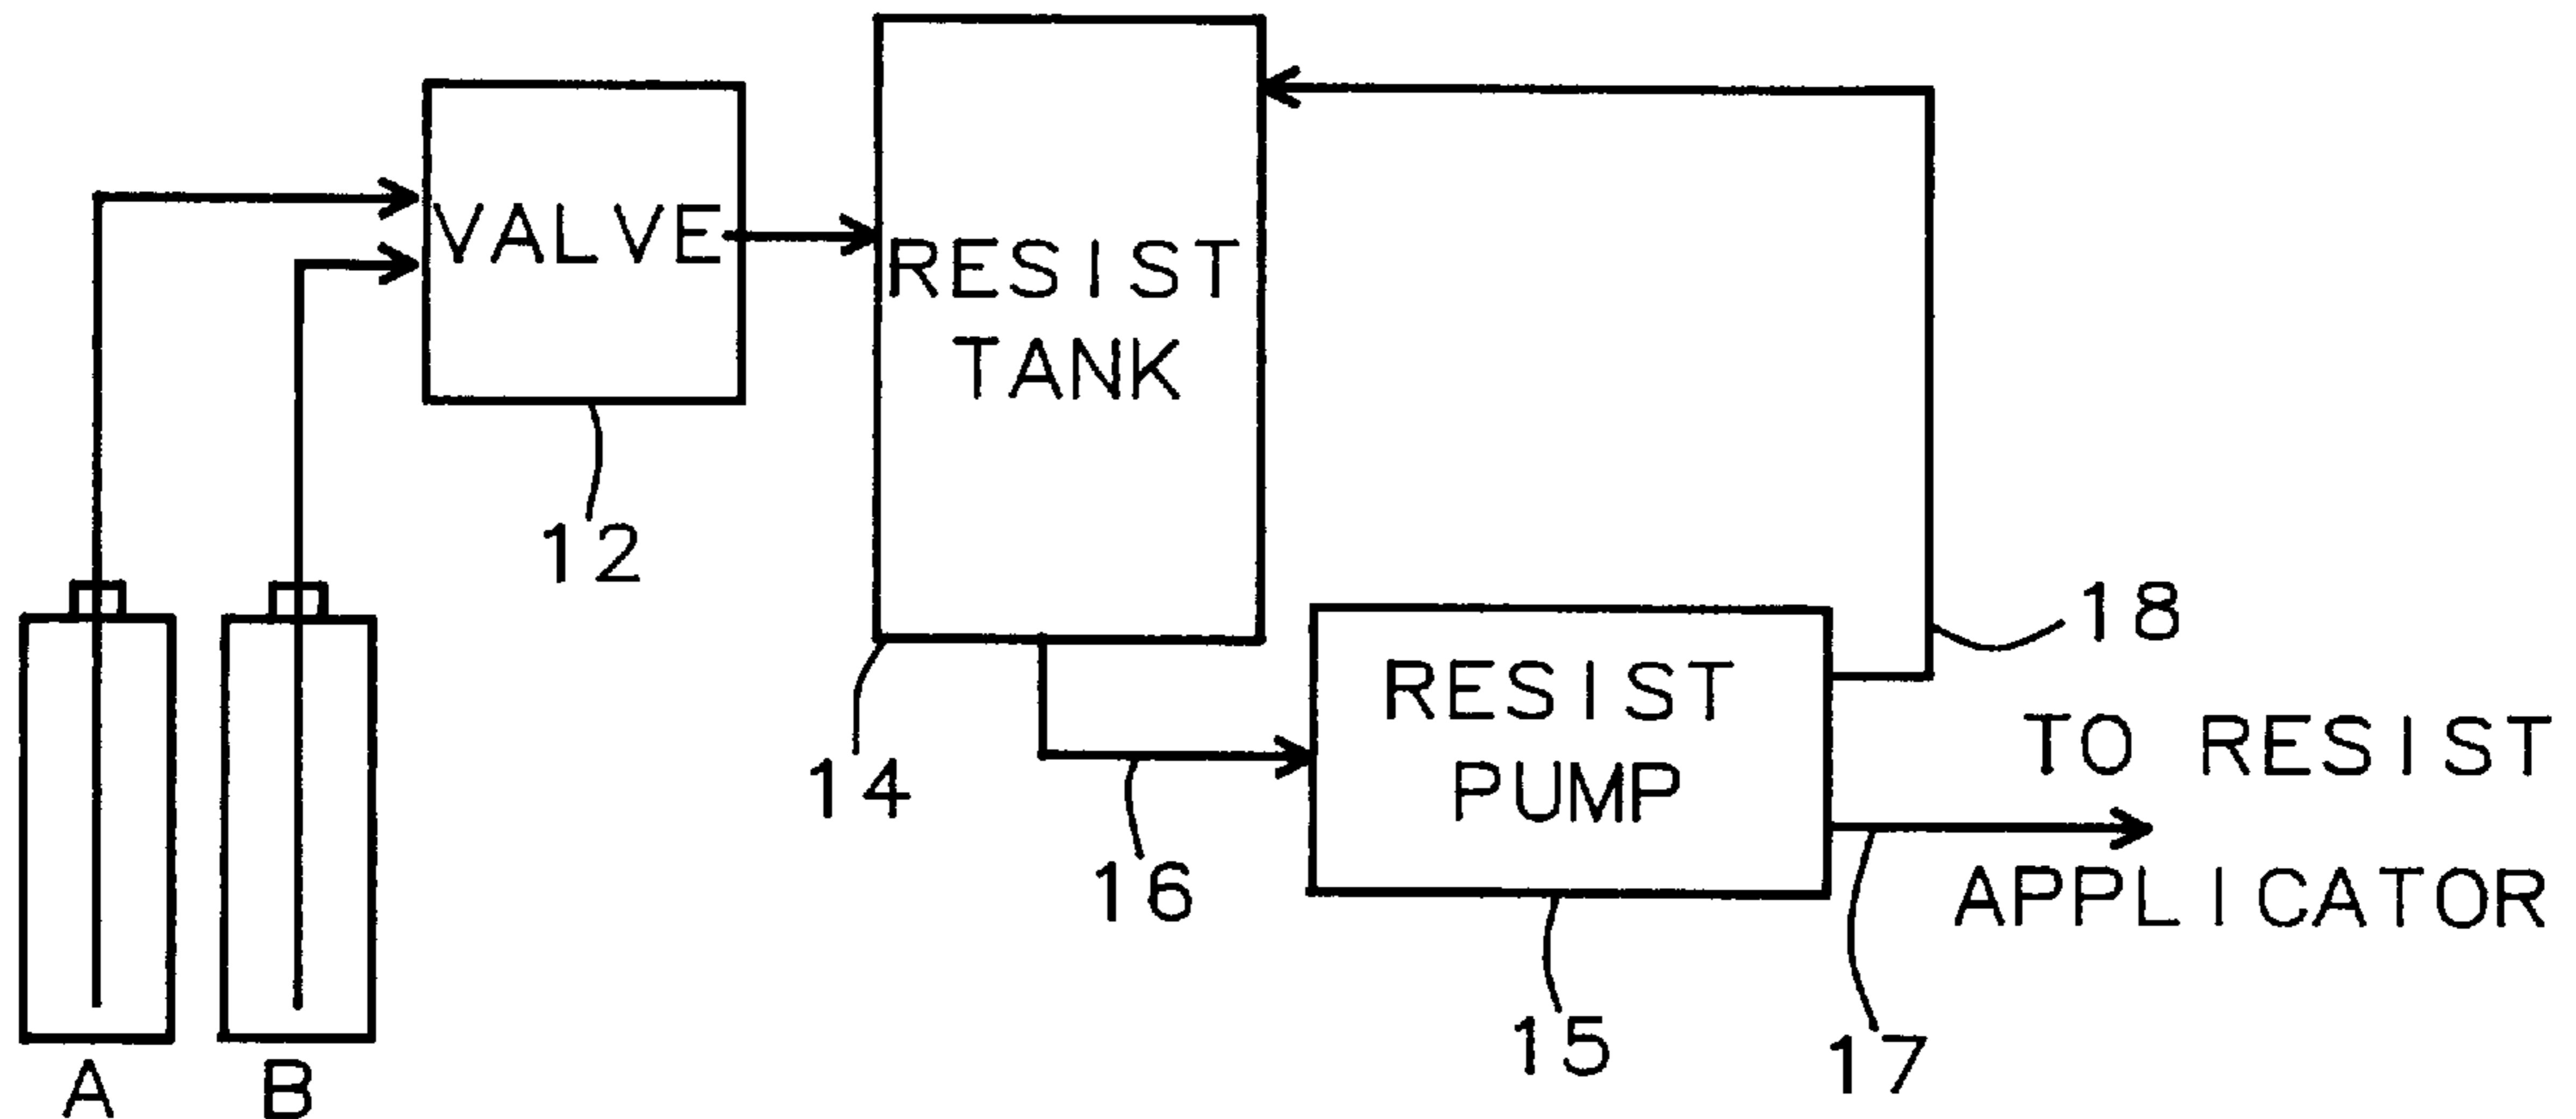 VALVE
RESIST
TANK
12
18
RESIST
PUMP
TO RESIST
APPLICATOR
14
16
15
17
A
B